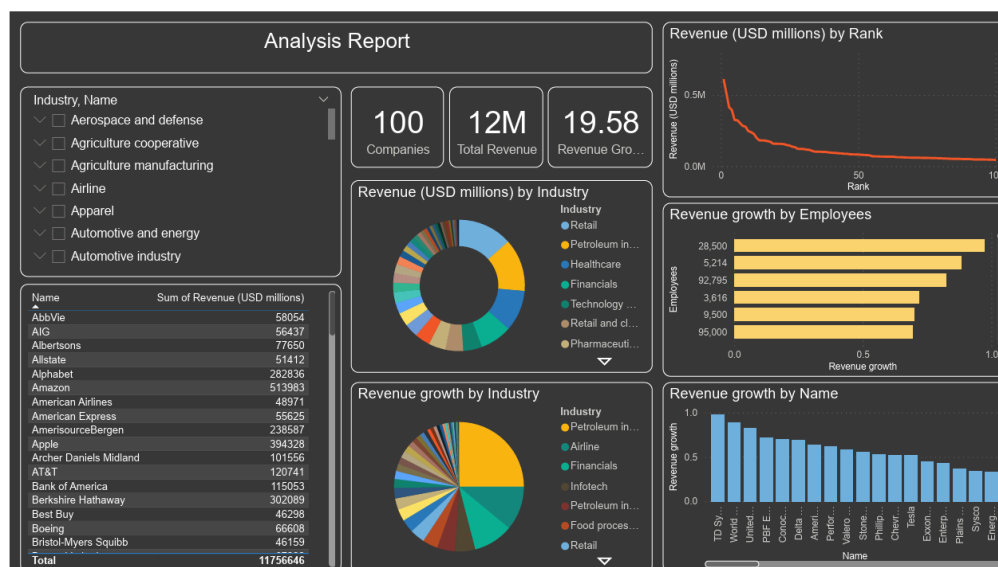 Analysis Report
Industry, Name
Aerospace and defense
Agriculture cooperative
Agriculture manufacturing
Airline
Apparel
Automotive and energy
Automotive industry
100
Companies
12M
Total Revenue
19.58
Revenue Gro...
Name Sum of Revenue (USD millions)
AbbVie 58054
AIG 56437
Albertsons 77650
Allstate 51412
Alphabet 282836
Amazon 513983
American Airlines 48971
American Express 55625
AmerisourceBergen 238587
Apple 394328
Archer Daniels Midland 101556
AT&T 120741
Bank of America 115053
Berkshire Hathaway 302089
Best Buy 46298
Boeing 66608
Bristol-Myers Squibb 46159
Total 11756646
Revenue (USD millions) by Industry
Industry
Retail
Petroleum in...
Healthcare
Financials
Technology ...
Retail and cl...
Pharmaceuti...
Revenue growth by Industry
Industry
Petroleum in...
Airline
Financials
Infotech
Petroleum in...
Food proces...
Retail
Revenue (USD millions) by Rank
Revenue (USD millions)
0.5M
0.0M
0 50 100
Rank
Revenue growth by Employees
Employees
28,500
5,214
92,795
3,616
9,500
95,000
0.0 0.5 1.0
Revenue growth
Revenue growth by Name
Revenue growth
1.0
0.5
0.0
TD Sy...
World ...
United...
PBF E...
Conoc...
Delta ...
Ameri...
Perfor...
Valero ...
Stone...
Phillip...
Chevr...
Tesla
Exxon...
Enterp...
Plains ...
Sysco
Energ...
Name